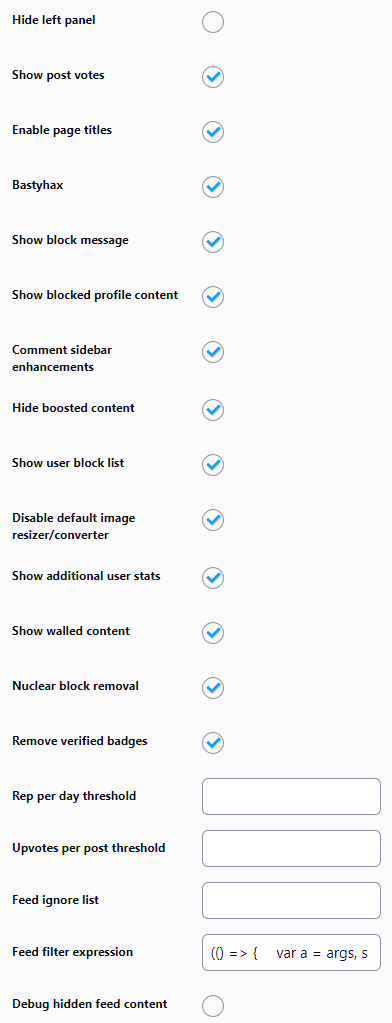 Hide left panel
Show post votes
Enable page titles
Bastyhax
Show block message
Show blocked profile content
Comment sidebar
enhancements
Hide boosted content
Show user block list
Disable default image
resizer/converter
Show additional user stats
Show walled content
Nuclear block removal
Remove verified badges
Rep per day threshold
Upvotes per post threshold
Feed ignore list
Feed filter expression (() => {    var a = args, s
Debug hidden feed content